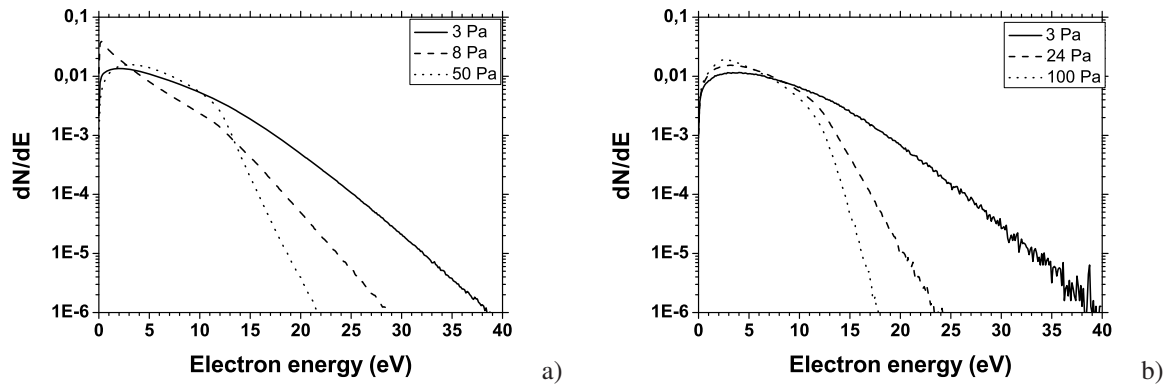 0,1
0,01
1E-3
1E-4
1E-5
1E-6
dN/dE
3 Pa
8 Pa
50 Pa
0 5 10 15 20 25 30 35 40
Electron energy (eV)
a)
0,1
0,01
1E-3
1E-4
1E-5
1E-6
dN/dE
3 Pa
24 Pa
100 Pa
0 5 10 15 20 25 30 35 40
Electron energy (eV)
b)